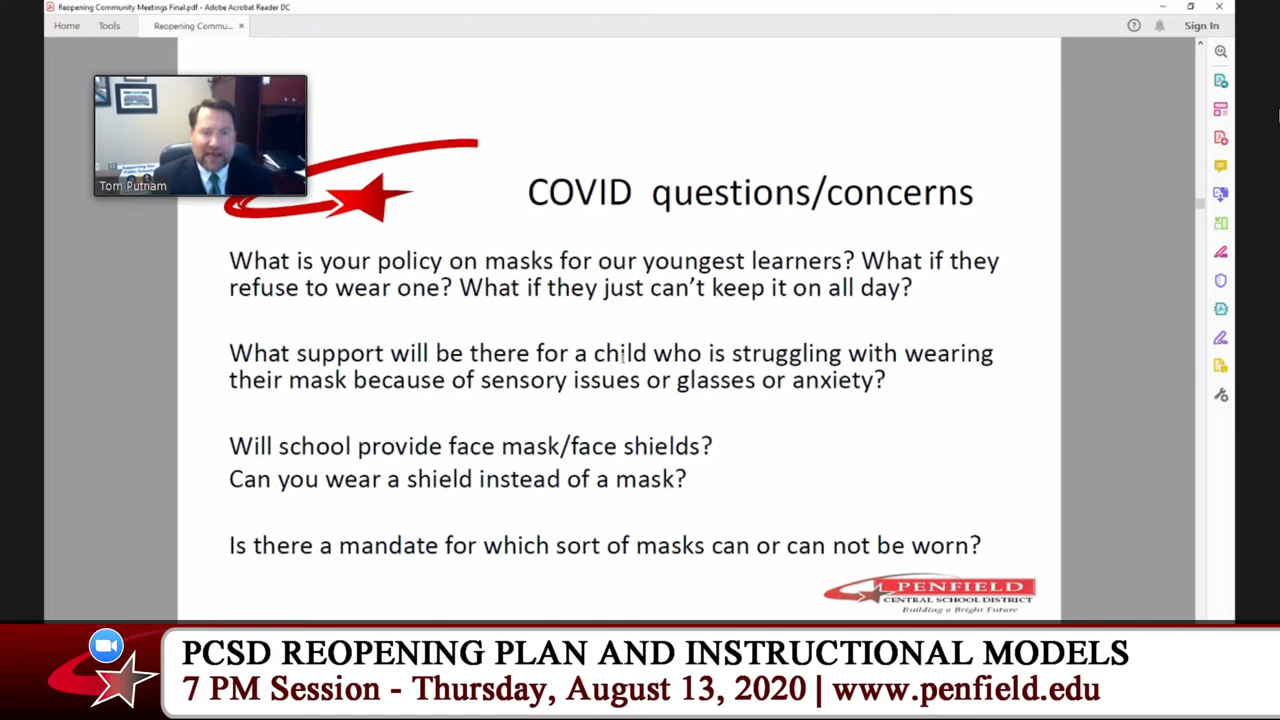 Reopening Community Meetings Final.pdf - Adobe Acrobat Reader DC
Home Tools Reopening Commu... × Sign In
Tom Putnam
COVID questions/concerns
What is your policy on masks for our youngest learners? What if they
refuse to wear one? What if they just can’t keep it on all day?
What support will be there for a child who is struggling with wearing
their mask because of sensory issues or glasses or anxiety?
Will school provide face mask/face shields?
Can you wear a shield instead of a mask?
Is there a mandate for which sort of masks can or can not be worn?
PENFIELD
CENTRAL SCHOOL DISTRICT
Building a Bright Future
PCSD REOPENING PLAN AND INSTRUCTIONAL MODELS
7 PM Session - Thursday, August 13, 2020 | www.penfield.edu